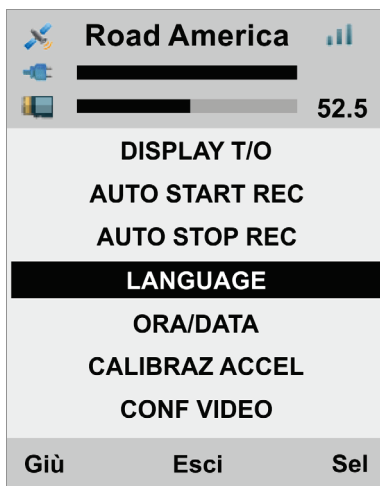 Road America
52.5
DISPLAY T/O
AUTO START REC
AUTO STOP REC
LANGUAGE
ORA/DATA
CALIBRAZ ACCEL
CONF VIDEO
Giù Esci Sel